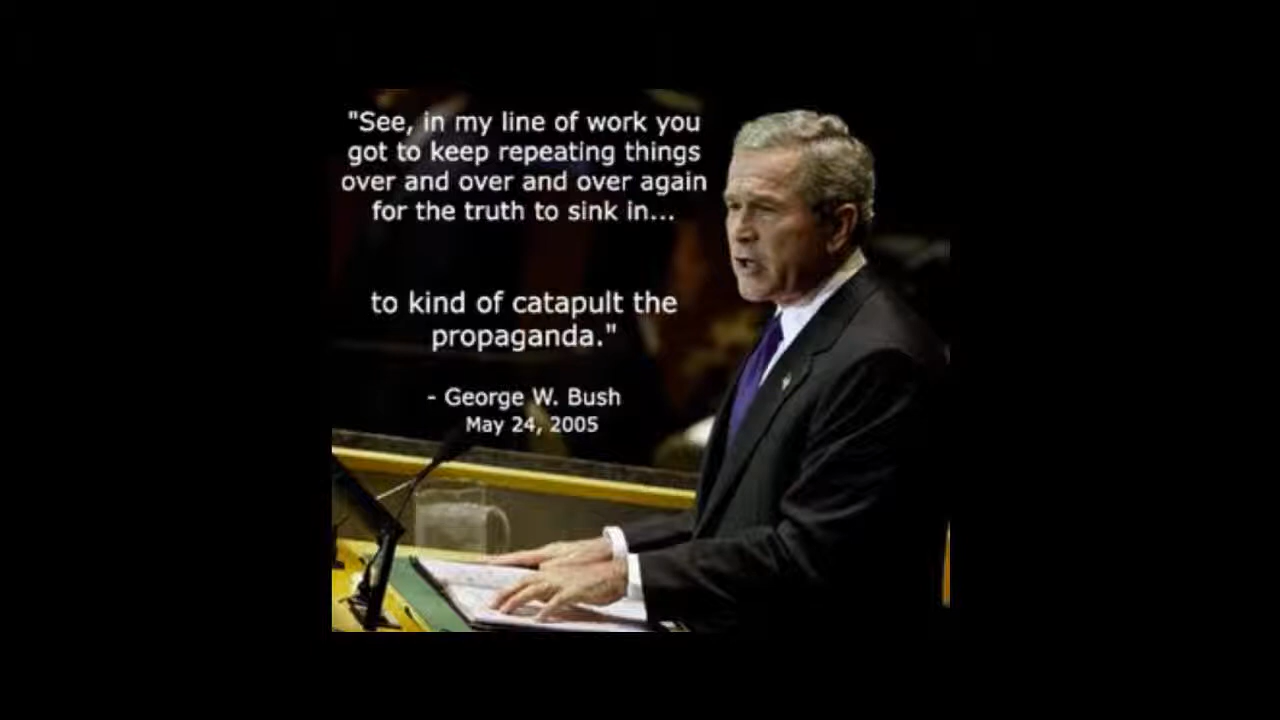 "See, in my line of work you
got to keep repeating things
over and over and over again
for the truth to sink in...
to kind of catapult the
propaganda."
- George W. Bush
May 24, 2005